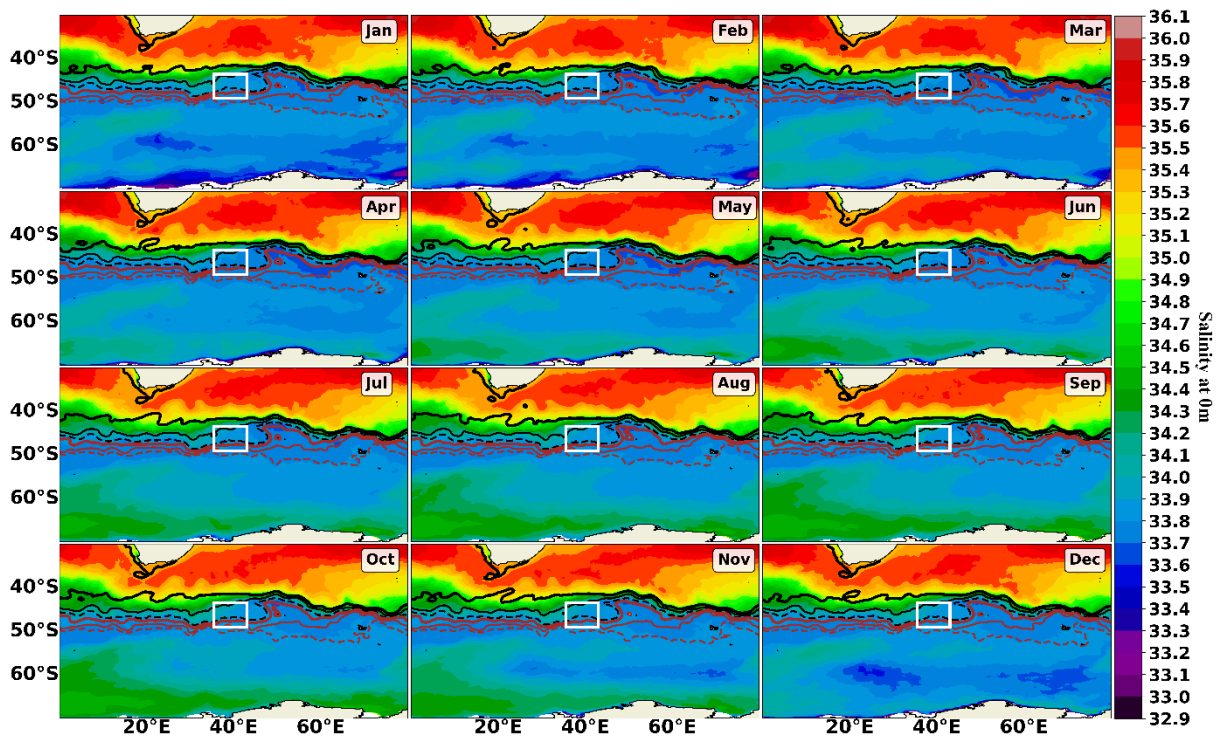 Jan
Feb
Mar
40°S
50°S
60°S
Apr
May
Jun
40°S
50°S
60°S
Jul
Aug
Sep
40°S
50°S
60°S
Oct
Nov
Dec
40°S
50°S
60°S
20°E 40°E 60°E
20°E 40°E 60°E
20°E 40°E 60°E
36.1
36.0
35.9
35.8
35.7
35.6
35.5
35.4
35.3
35.2
35.1
35.0
34.9
34.8
34.7
34.6
34.5
34.4
34.3
34.2
34.1
34.0
33.9
33.8
33.7
33.6
33.5
33.4
33.3
33.2
33.1
33.0
32.9
Salinity at 0m